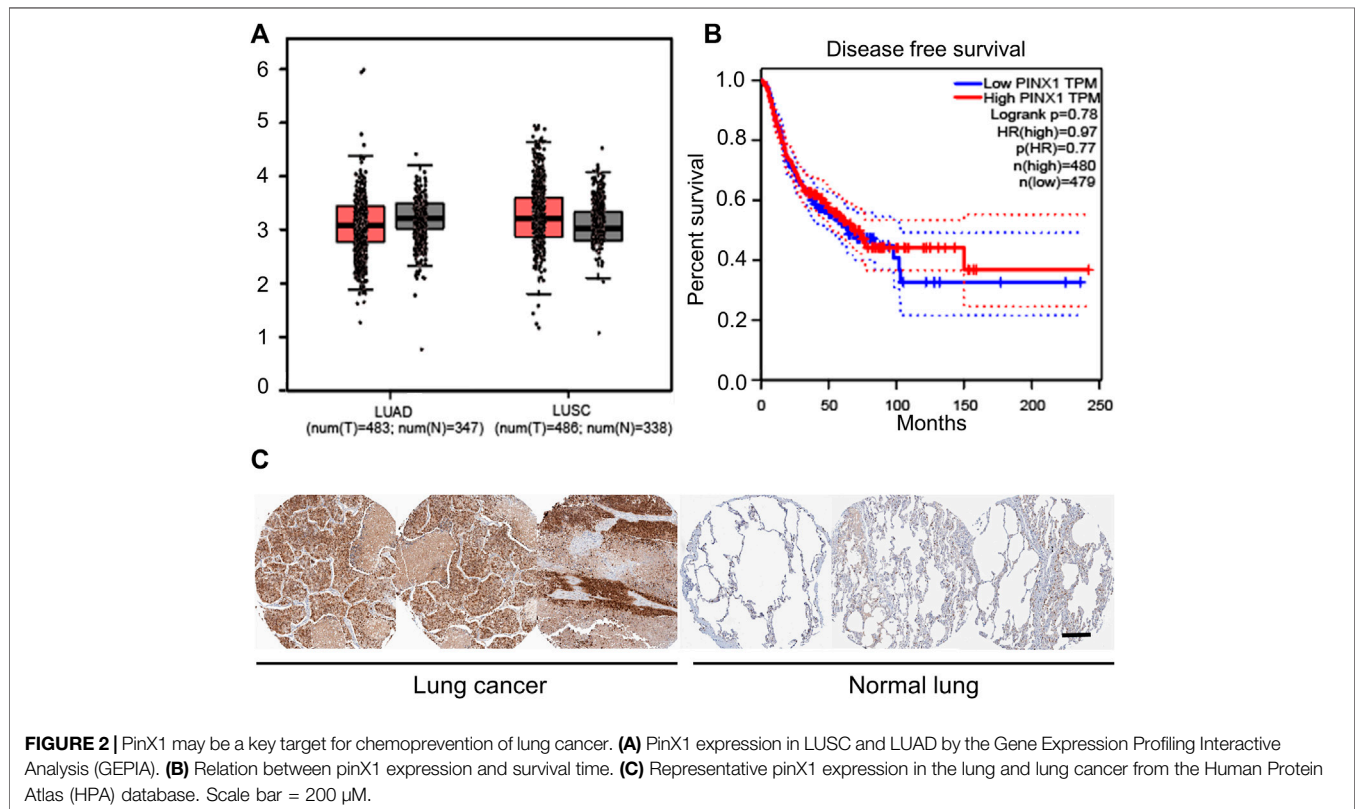 A
6
5
4
3
2
1
0
LUAD
(num(T)=483; num(N)=347)
LUSC
(num(T)=486; num(N)=338)
B
Disease free survival
Low PINX1 TPM
High PINX1 TPM
Logrank p=0.78
HR(high)=0.97
p(HR)=0.77
n(high)=480
n(low)=479
Percent survival
1.0
0.8
0.6
0.4
0.2
0.0
0 50 100 150 200 250
Months
C
Lung cancer
Normal lung
FIGURE 2 | PinX1 may be a key target for chemoprevention of lung cancer. (A) PinX1 expression in LUSC and LUAD by the Gene Expression Profiling Interactive
Analysis (GEPIA). (B) Relation between pinX1 expression and survival time. (C) Representative pinX1 expression in the lung and lung cancer from the Human Protein
Atlas (HPA) database. Scale bar = 200 µM.